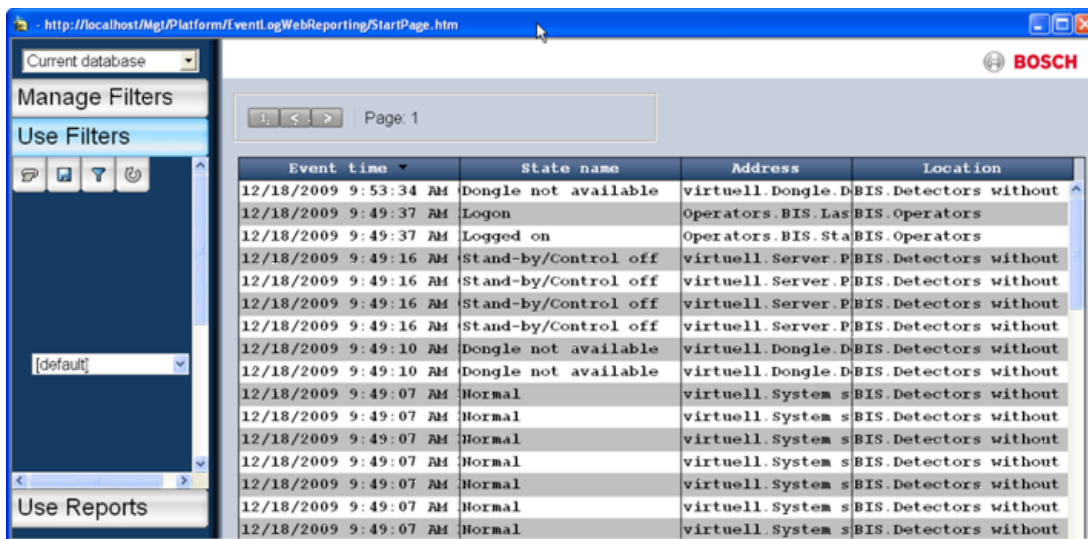 - http://localhost/Mgt/Platform/EventLogWebReporting/StartPage.htm
Current database
BOSCH
Manage Filters
Use Filters
1 < > Page: 1
Event time State name Address Location
12/18/2009 9:53:34 AM Dongle not available virtuell.Dongle.D BIS.Detectors without
12/18/2009 9:49:37 AM Logon Operators.BIS.Las BIS.Operators
12/18/2009 9:49:37 AM Logged on Operators.BIS.Sta BIS.Operators
12/18/2009 9:49:16 AM Stand-by/Control off virtuell.Server.P BIS.Detectors without
12/18/2009 9:49:16 AM Stand-by/Control off virtuell.Server.P BIS.Detectors without
12/18/2009 9:49:16 AM Stand-by/Control off virtuell.Server.P BIS.Detectors without
12/18/2009 9:49:16 AM Stand-by/Control off virtuell.Server.P BIS.Detectors without
12/18/2009 9:49:10 AM Dongle not available virtuell.Dongle.D BIS.Detectors without
[default]
12/18/2009 9:49:10 AM Dongle not available virtuell.Dongle.D BIS.Detectors without
12/18/2009 9:49:07 AM Normal virtuell.System s BIS.Detectors without
12/18/2009 9:49:07 AM Normal virtuell.System s BIS.Detectors without
12/18/2009 9:49:07 AM Normal virtuell.System s BIS.Detectors without
12/18/2009 9:49:07 AM Normal virtuell.System s BIS.Detectors without
12/18/2009 9:49:07 AM Normal virtuell.System s BIS.Detectors without
Use Reports
12/18/2009 9:49:07 AM Normal virtuell.System s BIS.Detectors without
12/18/2009 9:49:07 AM Normal virtuell.System s BIS.Detectors without